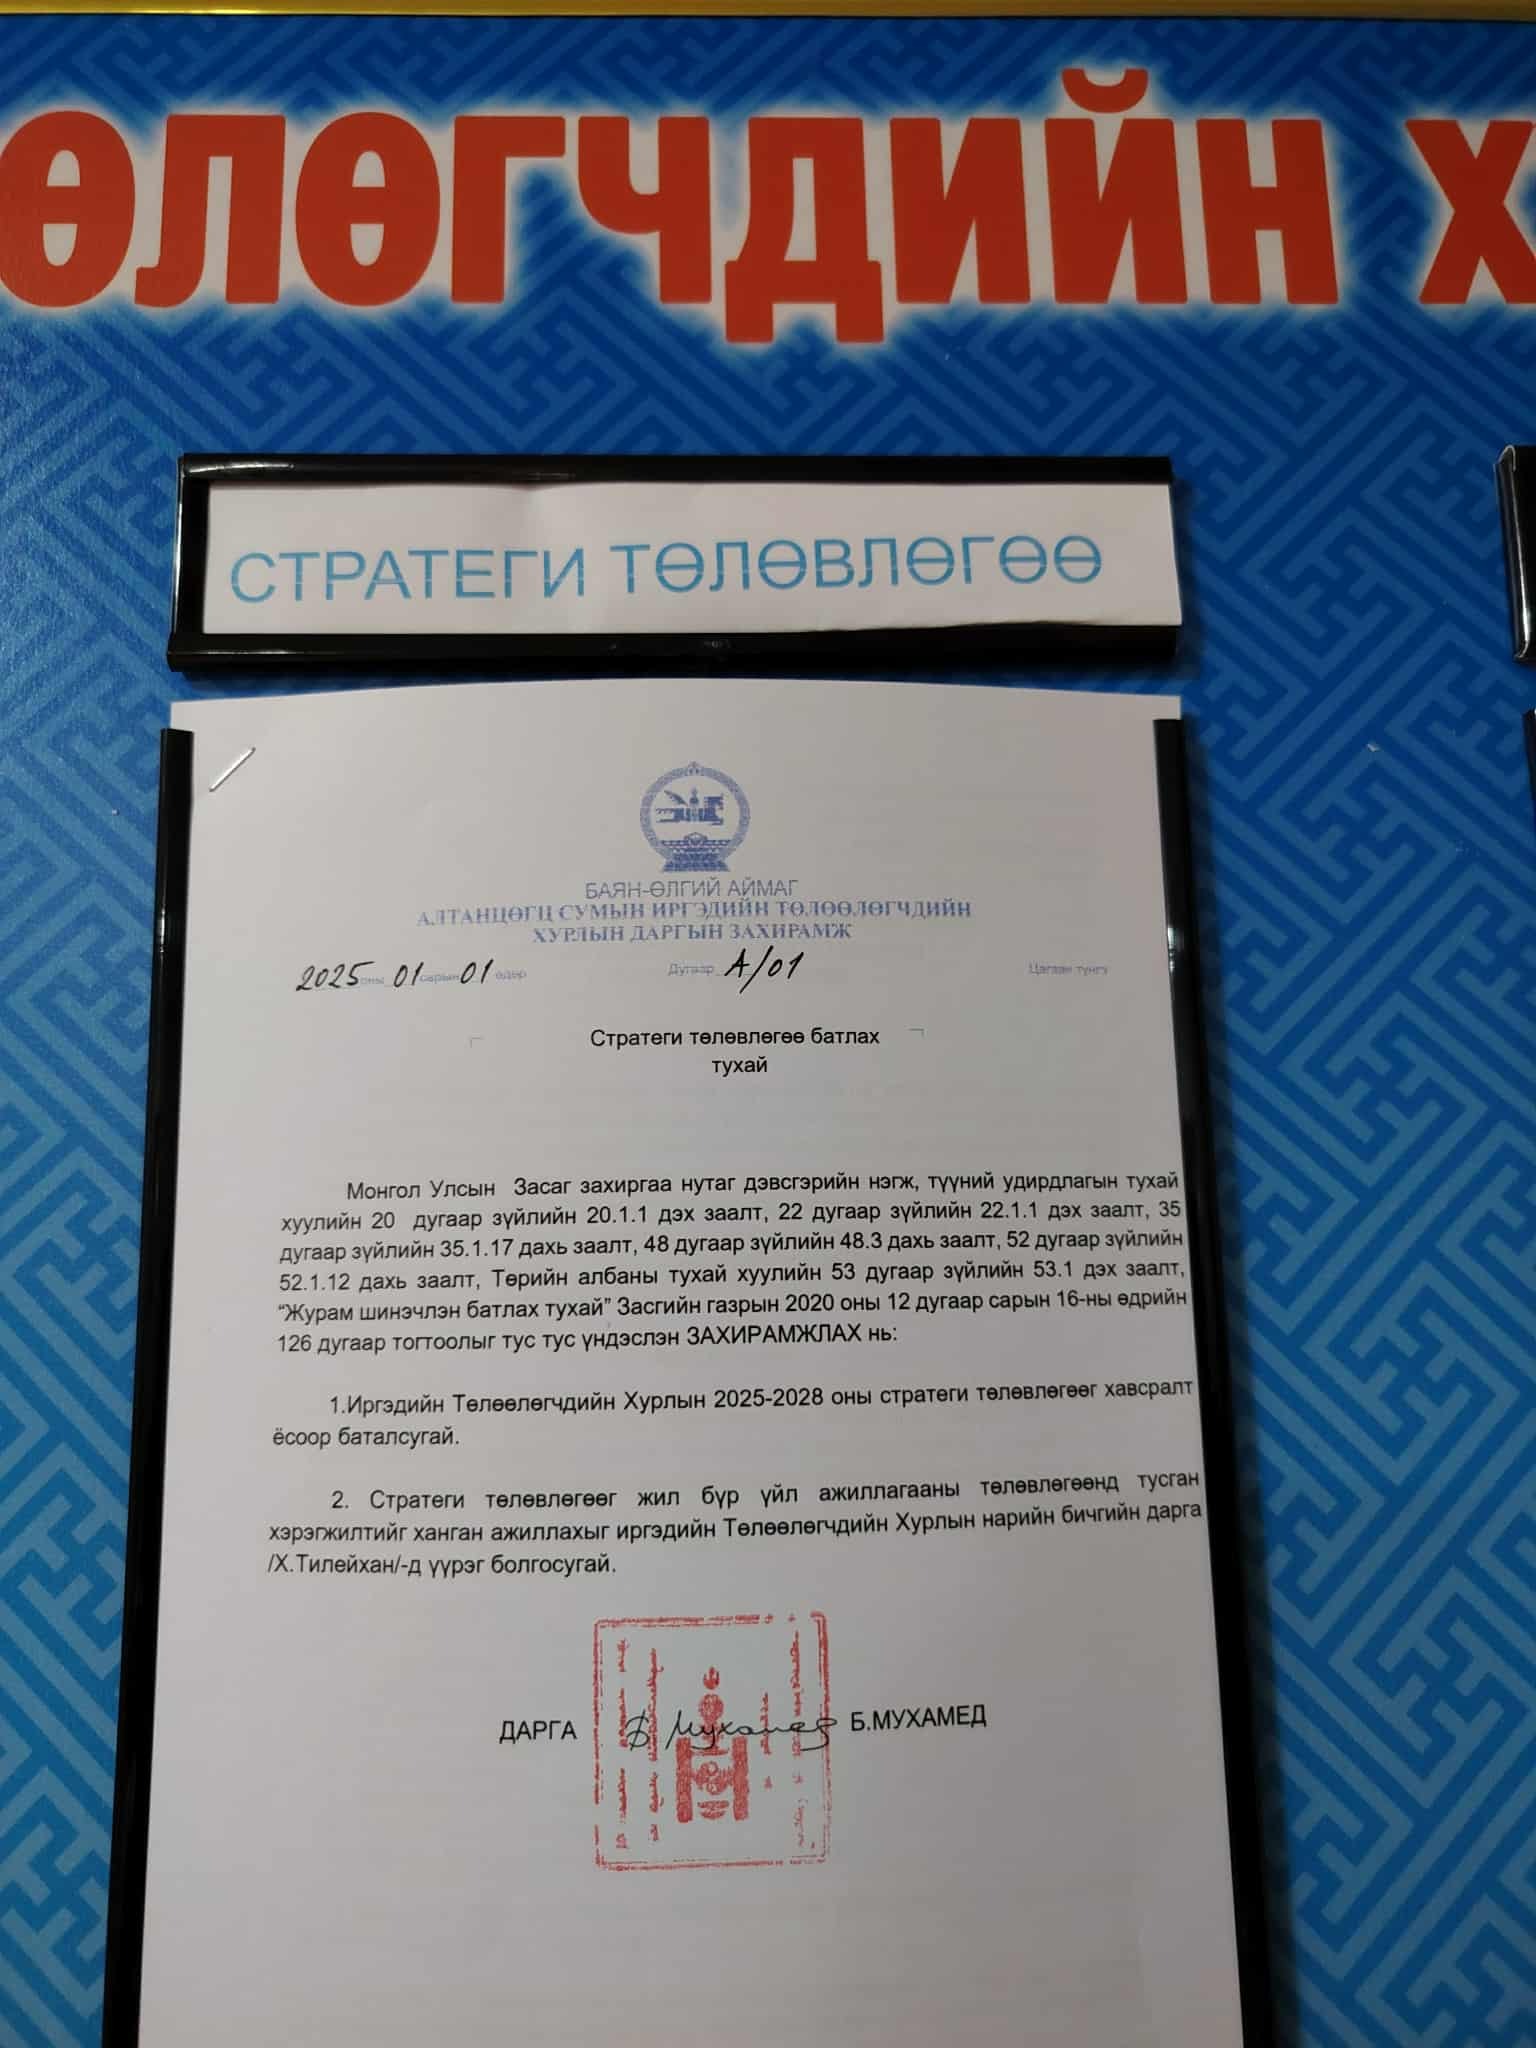 ӨЛӨГЧДИЙН Х
СТРАТЕГИ ТӨЛӨВЛӨГӨӨ
БАЯН-ӨЛГИЙ АЙМАГ
АЛТАНЦӨГЦ СУМЫН ИРГЭДИЙН ТӨЛӨӨЛӨГЧДИЙН
ХУРЛЫН ДАРГЫН ЗАХИРАМЖ
2025 оны 01 сарын 01 өдөр Дугаар А/01 Цагаан түнгэ
Стратеги төлөвлөгөө батлах
тухай
Монгол Улсын Засаг захиргаа нутаг дэвсгэрийн нэгж, түүний удирдлагын тухай
хуулийн 20 дугаар зүйлийн 20.1.1 дэх заалт, 22 дугаар зүйлийн 22.1.1 дэх заалт, 35
дугаар зүйлийн 35.1.17 дахь заалт, 48 дугаар зүйлийн 48.3 дахь заалт, 52 дугаар зүйлийн
52.1.12 дахь заалт, Төрийн албаны тухай хуулийн 53 дугаар зүйлийн 53.1 дэх заалт,
“Журам шинэчлэн батлах тухай” Засгийн газрын 2020 оны 12 дугаар сарын 16-ны өдрийн
126 дугаар тогтоолыг тус тус үндэслэн ЗАХИРАМЖЛАХ нь:
1.Иргэдийн Төлөөлөгчдийн Хурлын 2025-2028 оны стратеги төлөвлөгөөг хавсралт
ёсоор баталсугай.
2. Стратеги төлөвлөгөөг жил бүр үйл ажиллагааны төлөвлөгөөнд тусган
хэрэгжилтийг ханган ажиллахыг иргэдийн Төлөөлөгчдийн Хурлын нарийн бичгийн дарга
/Х.Тилейхан/-д үүрэг болгосугай.
ДАРГА Б Мухамед Б.МУХАМЕД